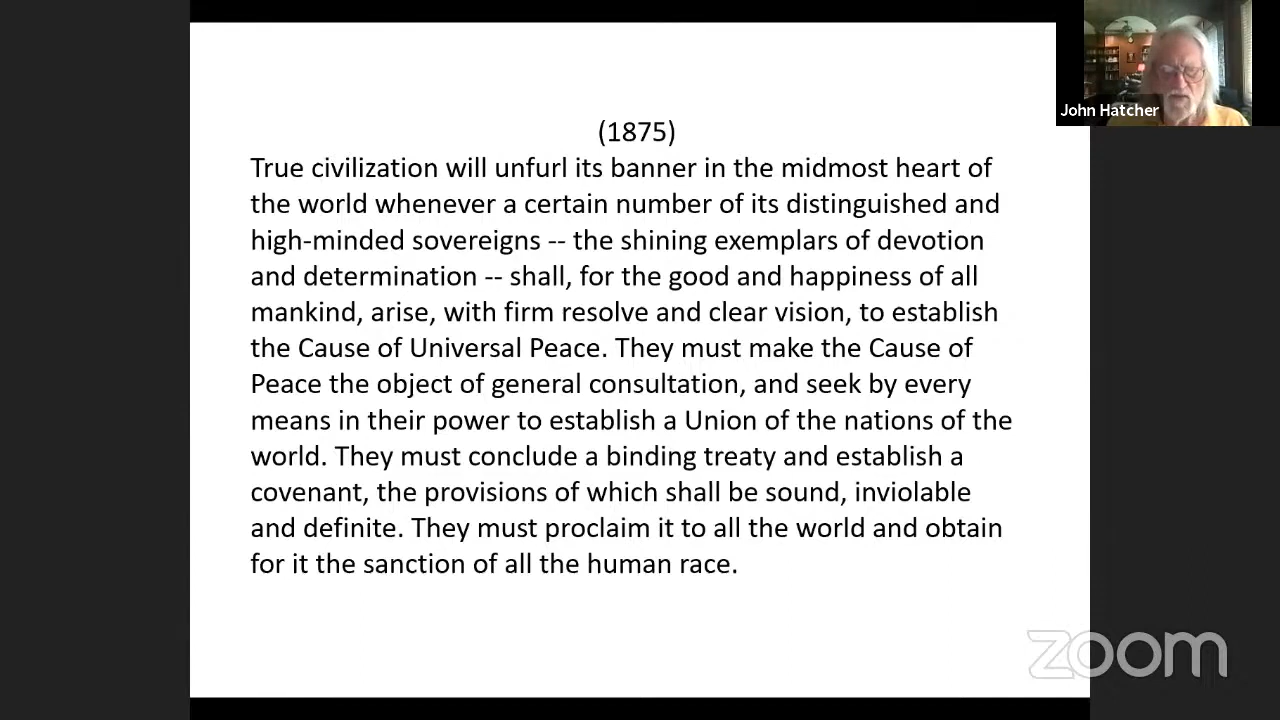 (1875)
True civilization will unfurl its banner in the midmost heart of
the world whenever a certain number of its distinguished and
high-minded sovereigns -- the shining exemplars of devotion
and determination -- shall, for the good and happiness of all
mankind, arise, with firm resolve and clear vision, to establish
the Cause of Universal Peace. They must make the Cause of
Peace the object of general consultation, and seek by every
means in their power to establish a Union of the nations of the
world. They must conclude a binding treaty and establish a
covenant, the provisions of which shall be sound, inviolable
and definite. They must proclaim it to all the world and obtain
for it the sanction of all the human race.
John Hatcher
zoom